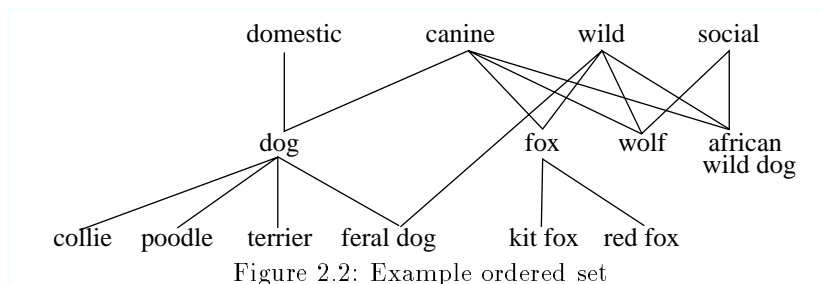 domestic canine wild social
dog fox wolf african
wild dog
collie poodle terrier feral dog kit fox red fox
Figure 2.2: Example ordered set